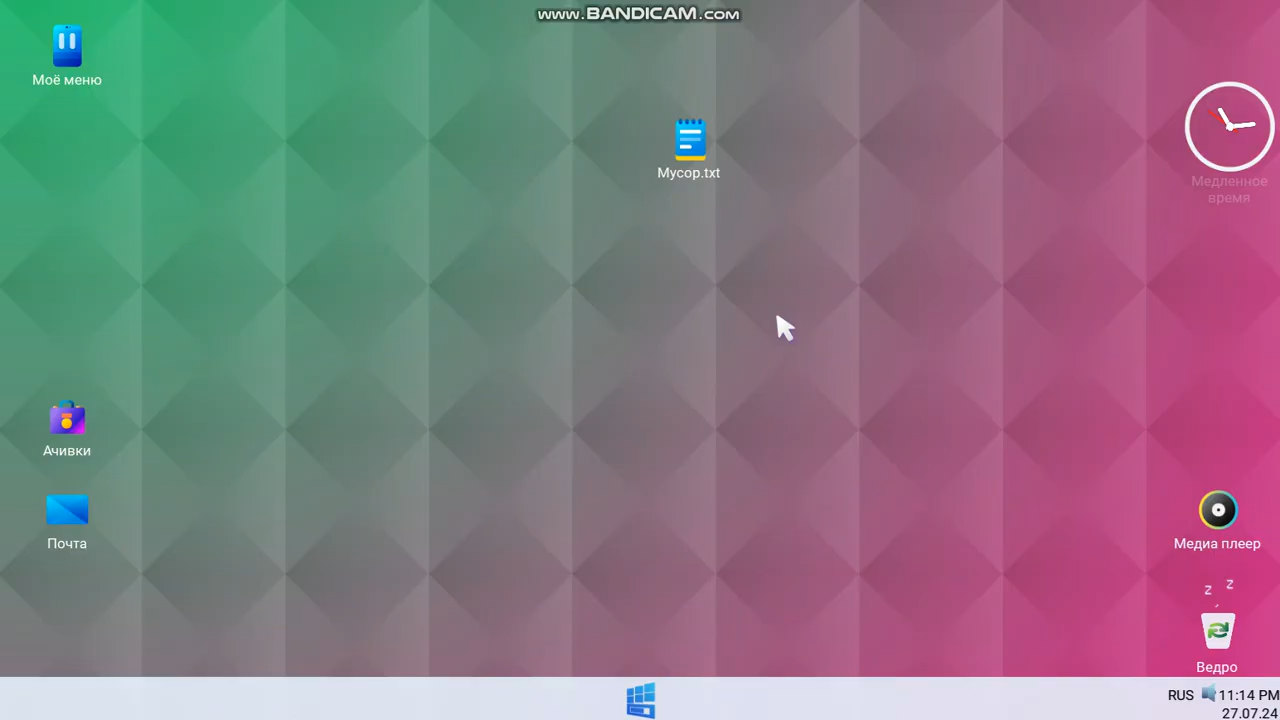 www.BANDICAM.com
Моё меню
Мусор.txt
Медленное
время
Ачивки
Почта
Медиа плеер
z z
Ведро
RUS 11:14 PM
27.07.24